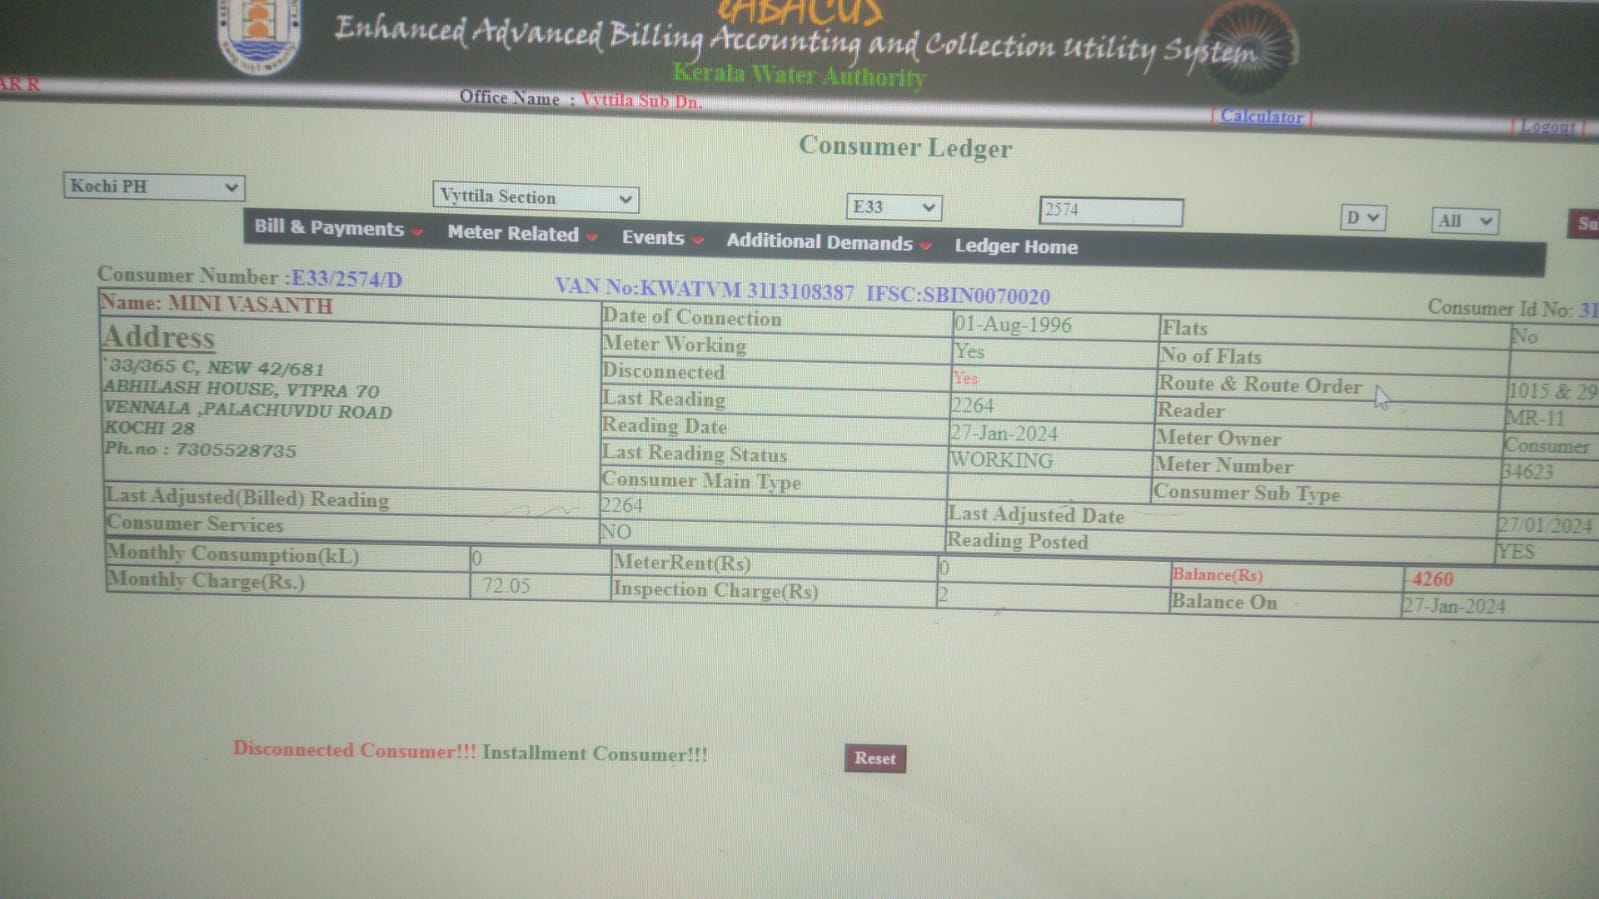 eABACUS
Enhanced Advanced Billing Accounting and Collection Utility System
Kerala Water Authority
AR R
Office Name : Vyttila Sub Dn.
[ Calculator ]
[ Logout ]
Consumer Ledger
Kochi PH Vyttila Section E33 2574 D All Su
Bill & Payments Meter Related Events Additional Demands Ledger Home
Consumer Number :E33/2574/D VAN No:KWATVM 3113108387 IFSC:SBIN0070020 Consumer Id No: 31
Name: MINI VASANTH
Address
`33/365 C, NEW 42/681
ABHILASH HOUSE, VTPRA 70
VENNALA ,PALACHUVDU ROAD
KOCHI 28
Ph.no : 7305528735
Date of Connection 01-Aug-1996 Flats No
Meter Working Yes No of Flats
Disconnected Yes Route & Route Order 1015 & 29
Last Reading 2264 Reader MR-11
Reading Date 27-Jan-2024 Meter Owner Consumer
Last Reading Status WORKING Meter Number 34623
Consumer Main Type Consumer Sub Type
Last Adjusted(Billed) Reading 2264 Last Adjusted Date 27/01/2024
Consumer Services NO Reading Posted YES
Monthly Consumption(kL) 0 MeterRent(Rs) 0 Balance(Rs) -4260
Monthly Charge(Rs.) 72.05 Inspection Charge(Rs) 2 Balance On 27-Jan-2024
Disconnected Consumer!!! Installment Consumer!!! Reset